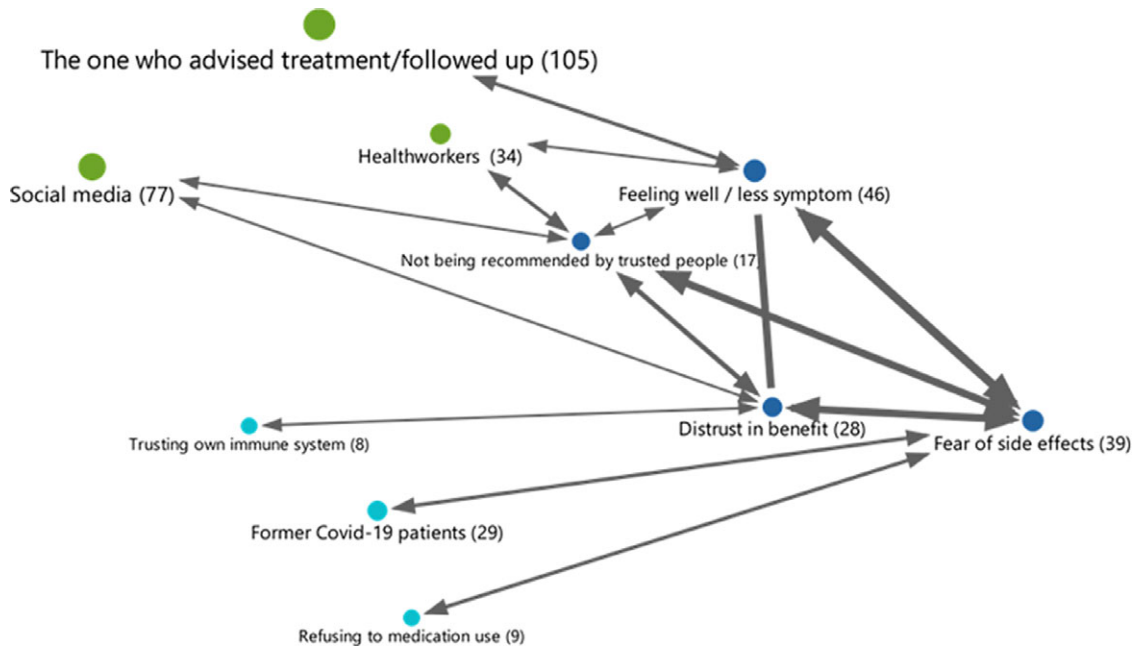 The one who advised treatment/followed up (105)
Healthworkers (34)
Social media (77)
Feeling well / less symptom (46)
Not being recommended by trusted people (17)
Distrust in benefit (28)
Trusting own immune system (8)
Fear of side effects (39)
Former Covid-19 patients (29)
Refusing to medication use (9)